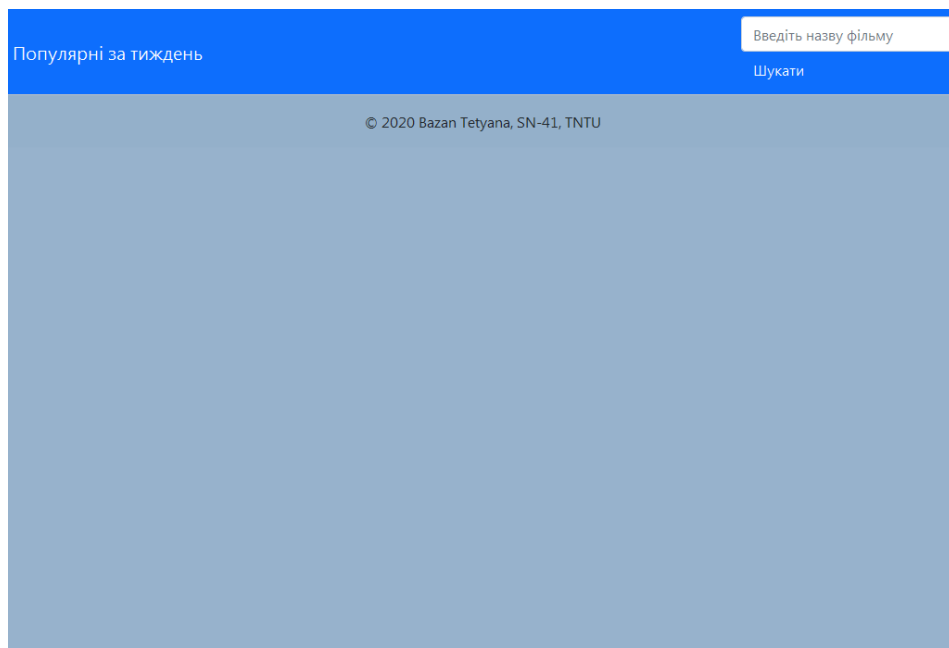 Популярні за тиждень
Введіть назву фільму
Шукати
© 2020 Bazan Tetyana, SN-41, TNTU